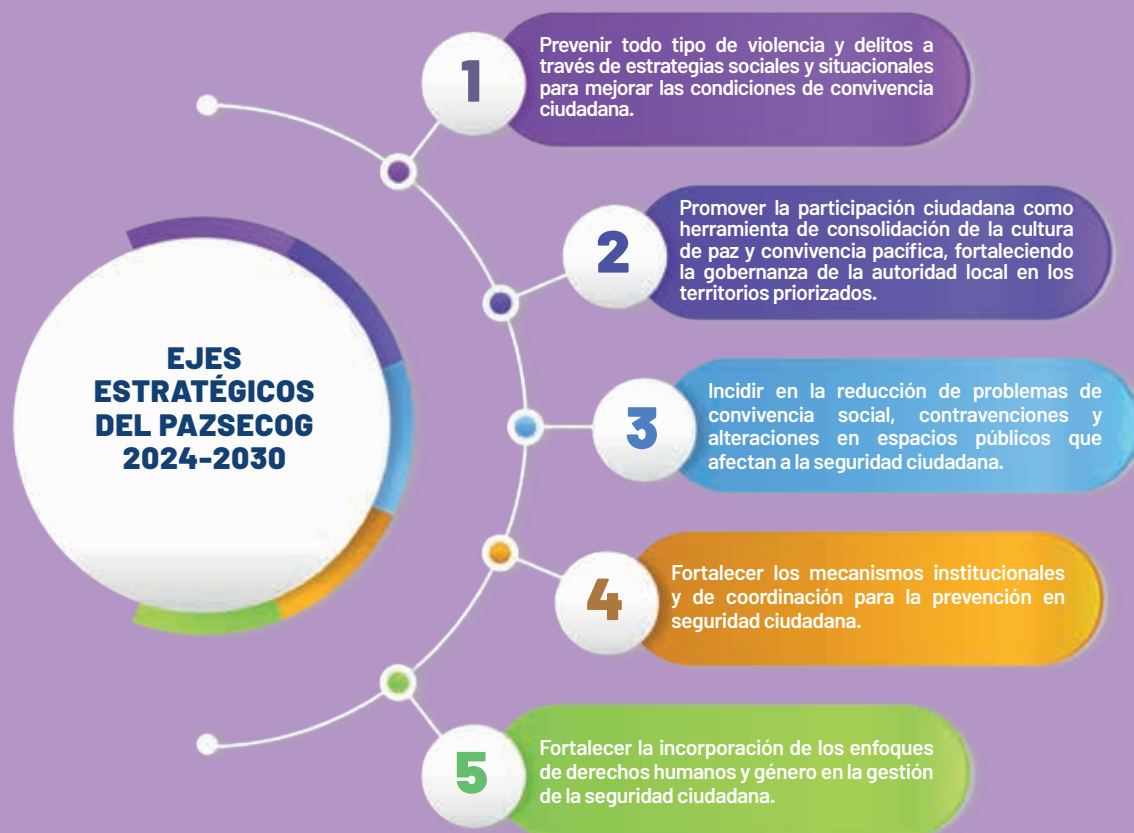 EJES
ESTRATÉGICOS
DEL PAZSECOG
2024-2030
1
Prevenir todo tipo de violencia y delitos a
través de estrategias sociales y situacionales
para mejorar las condiciones de convivencia
ciudadana.
2
Promover la participación ciudadana como
herramienta de consolidación de la cultura
de paz y convivencia pacífica, fortaleciendo
la gobernanza de la autoridad local en los
territorios priorizados.
3
Incidir en la reducción de problemas de
convivencia social, contravenciones y
alteraciones en espacios públicos que
afectan a la seguridad ciudadana.
4
Fortalecer los mecanismos institucionales
y de coordinación para la prevención en
seguridad ciudadana.
5
Fortalecer la incorporación de los enfoques
de derechos humanos y género en la gestión
de la seguridad ciudadana.